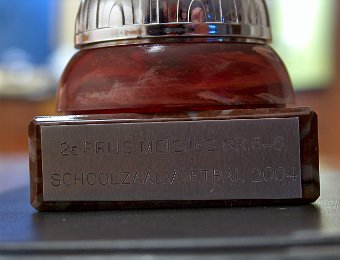 2E PRIJS MEISJES GR.5-6
SCHOOLZAALVOETBAL 2004